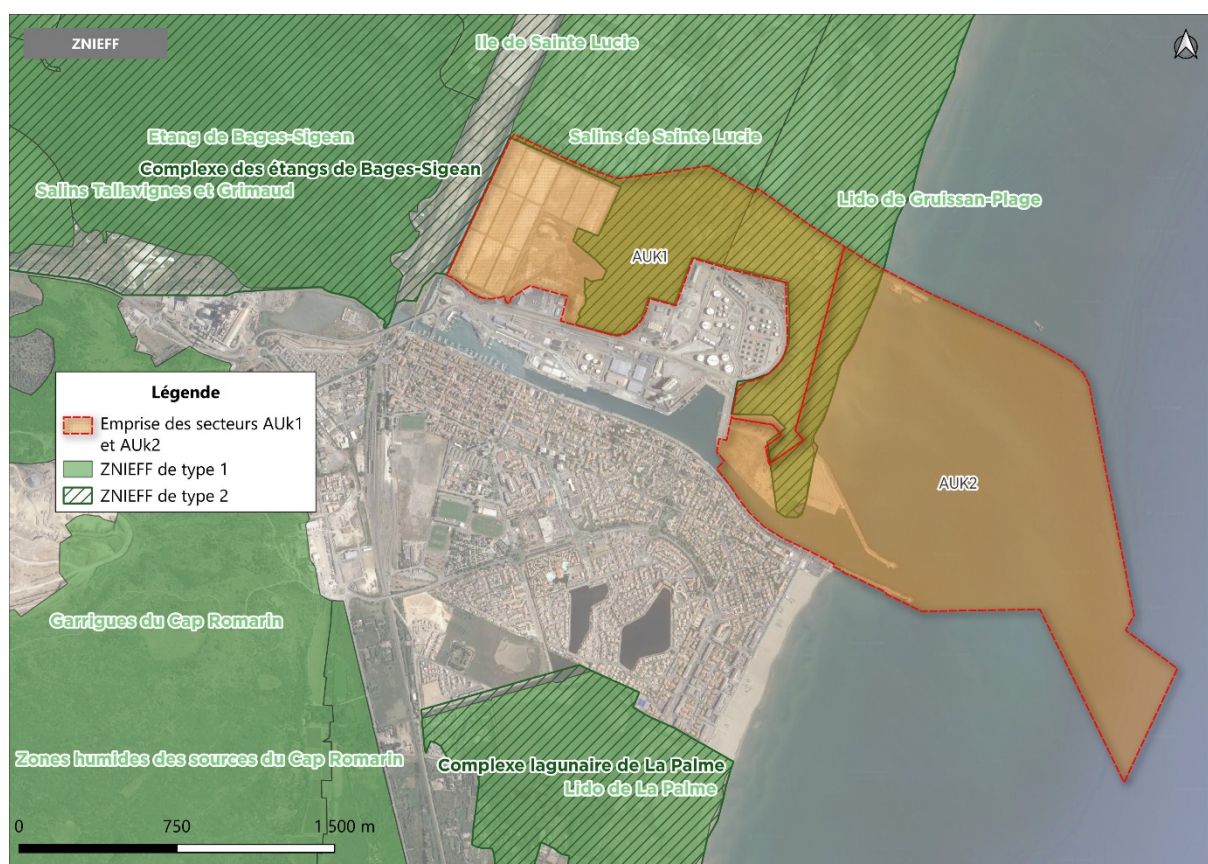 ZNIEFF
Ile de Sainte Lucie
Etang de Bages-Sigean
Salins de Sainte Lucie
Complexe des étangs de Bages-Sigean
Salins Tallavignes et Grimaud
Lido de Gruissan-Plage
AUK1
Légende
Emprise des secteurs AUk1
et AUk2
ZNIEFF de type 1
ZNIEFF de type 2
AUK2
Garrigues du Cap Romarin
Zones humides des sources du Cap Romarin
Complexe lagunaire de La Palme
Lido de La Palme
0 750 1 500 m